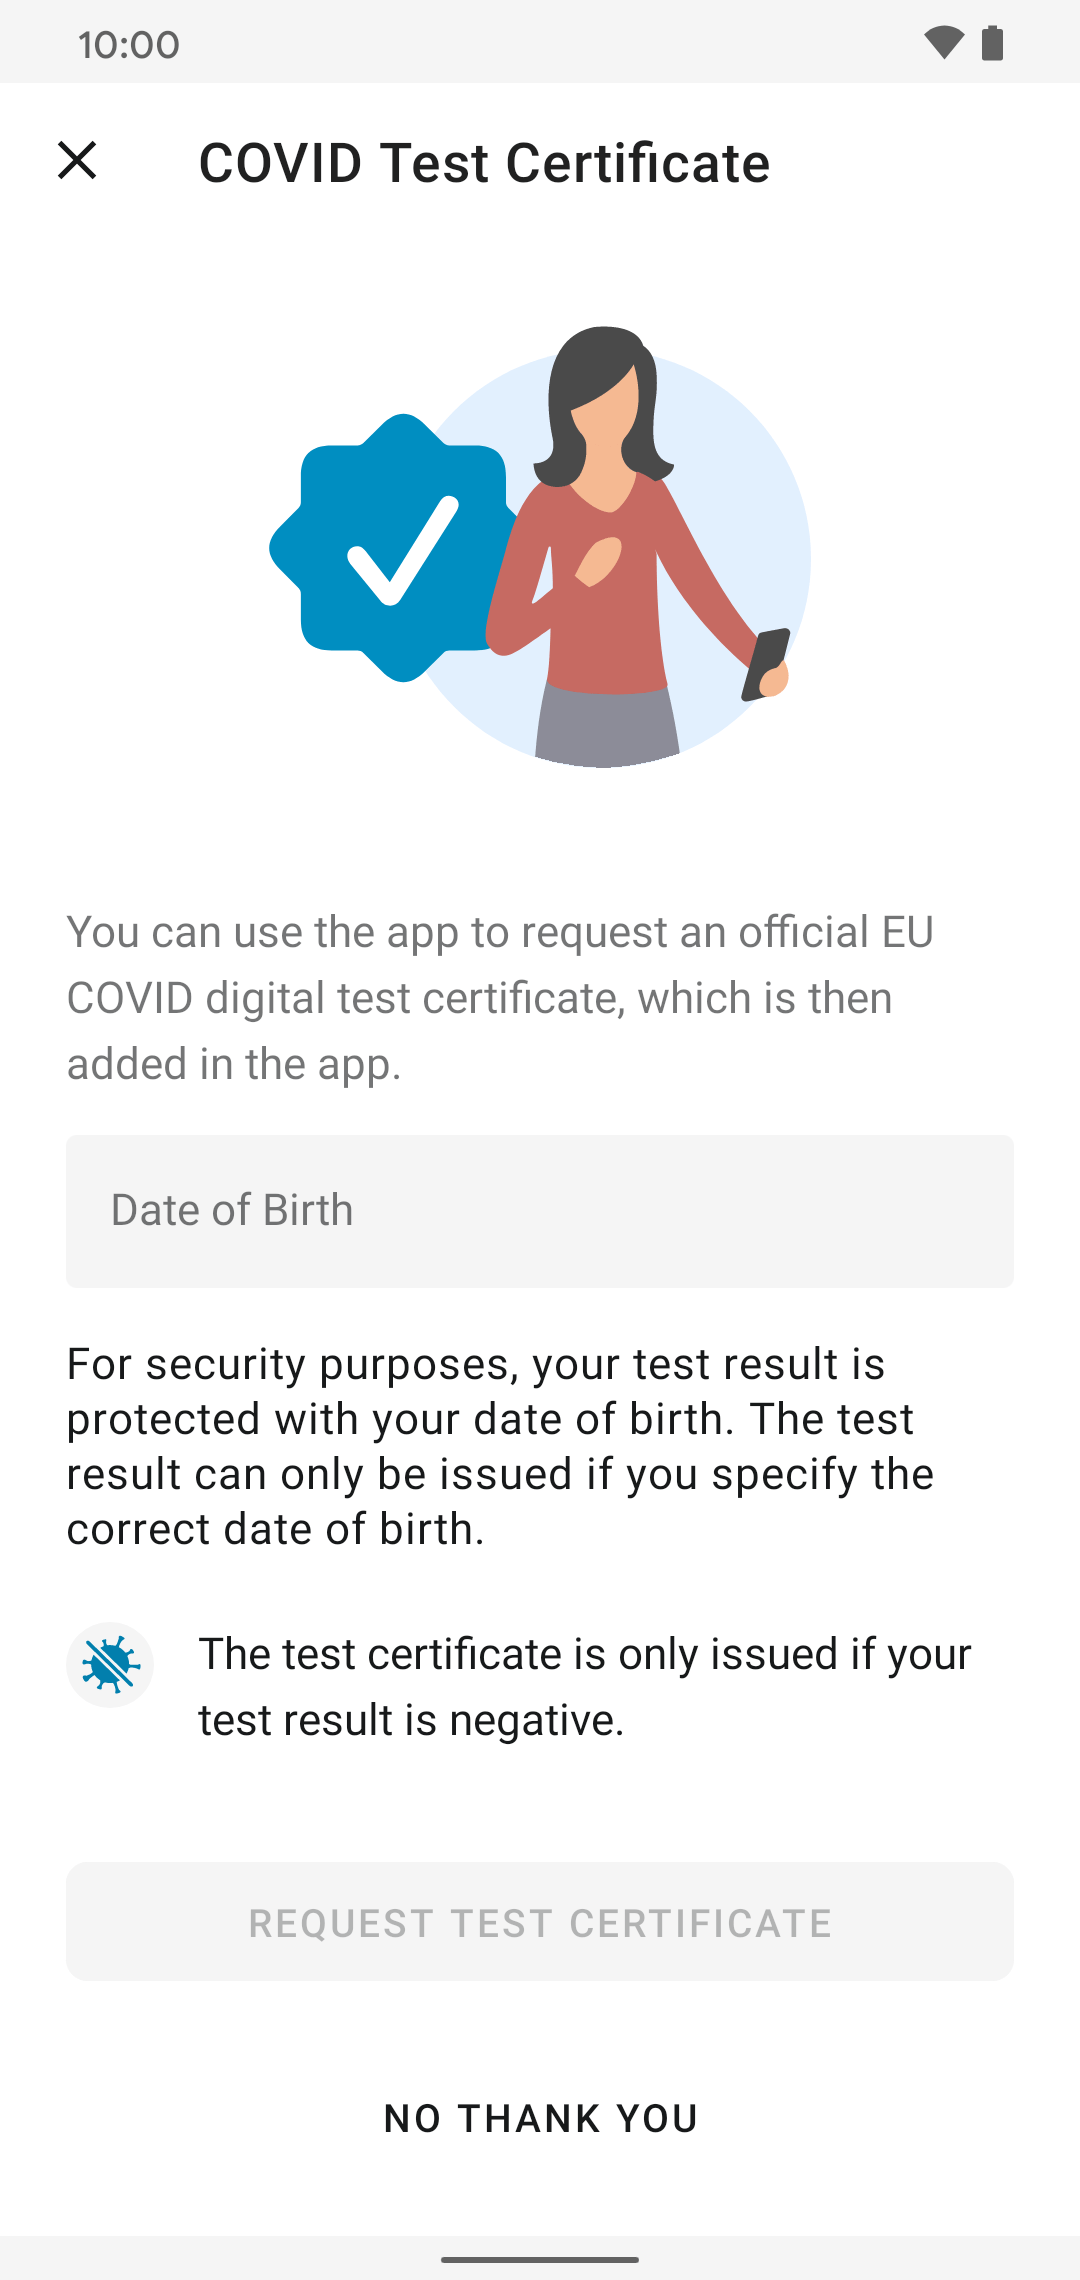 10:00
COVID Test Certificate
You can use the app to request an official EU
COVID digital test certificate, which is then
added in the app.
Date of Birth
For security purposes, your test result is
protected with your date of birth. The test
result can only be issued if you specify the
correct date of birth.
The test certificate is only issued if your
test result is negative.
REQUEST TEST CERTIFICATE
NO THANK YOU